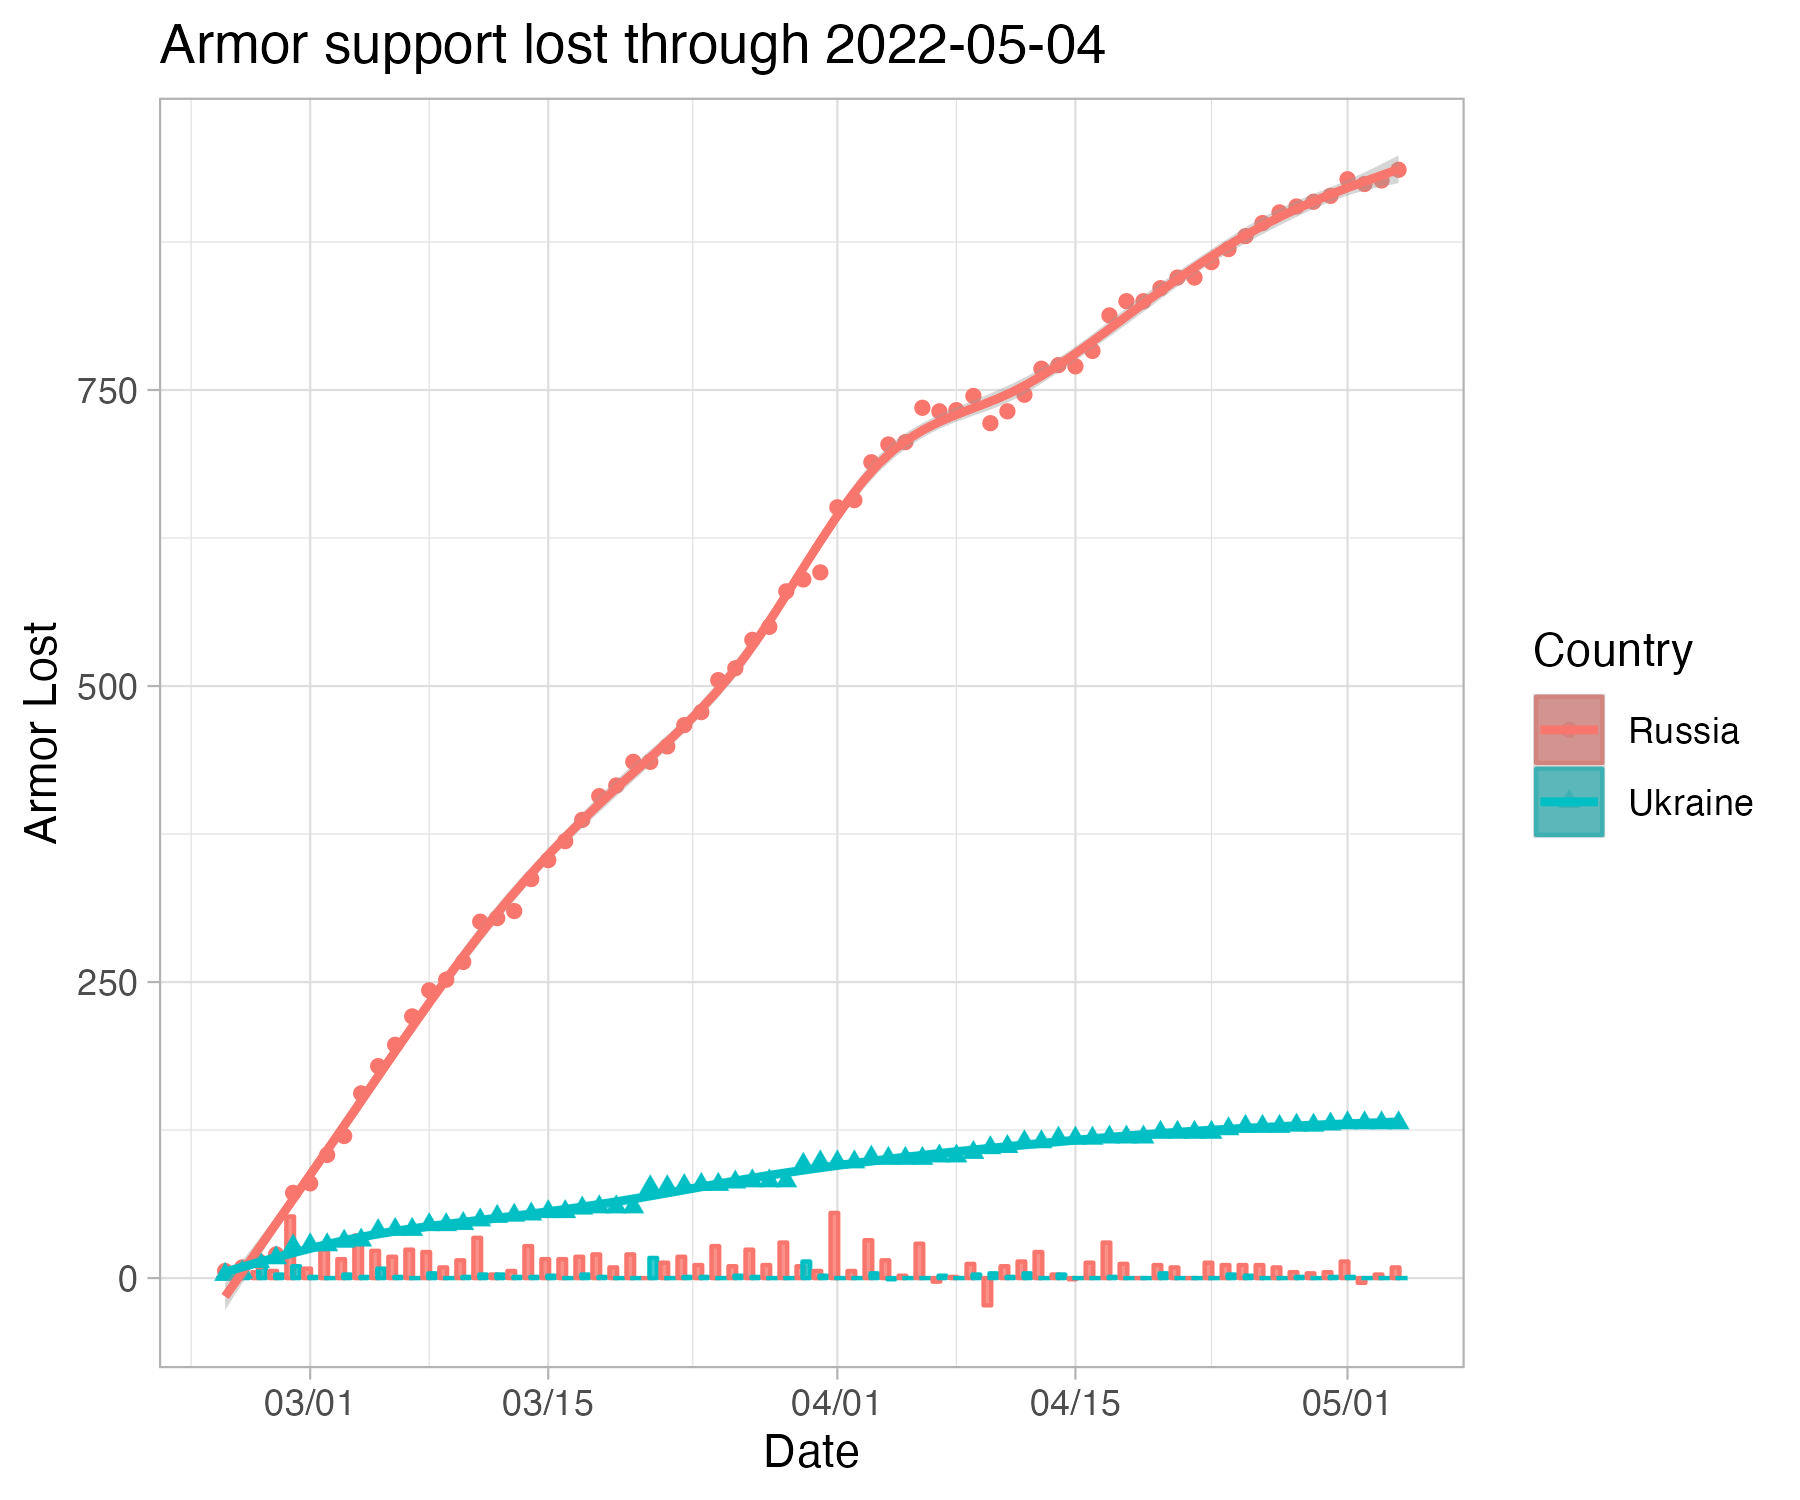 Armor support lost through 2022-05-04
Armor Lost
750
500
250
0
03/01
03/15
04/01
04/15
05/01
Date
Country
Russia
Ukraine